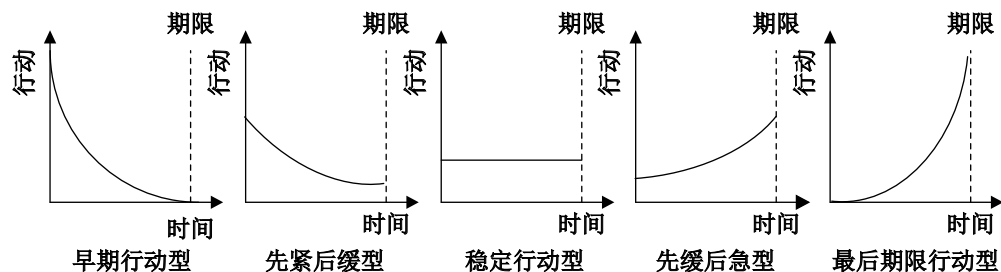 期限 期限 期限 期限 期限
行动 行动 行动 行动 行动
时间 时间 时间 时间 时间
早期行动型 先紧后缓型 稳定行动型 先缓后急型 最后期限行动型